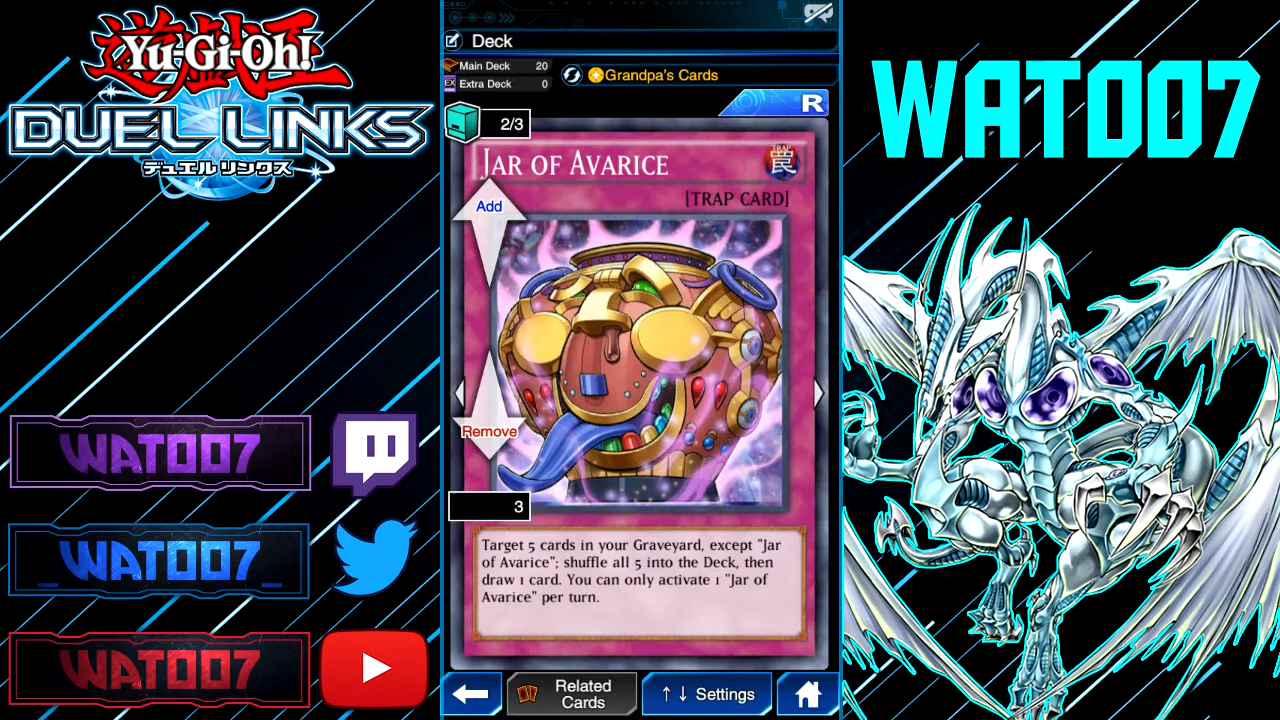 Yu-Gi-Oh!
DUEL LINKS
デュエル リンクス
WAT007
WAT007
_WAT007_
WAT007
Deck
Main Deck 20
EX Extra Deck 0
Grandpa's Cards
R
2/3
JAR OF AVARICE
TRAP
罠
[TRAP CARD]
Add
Remove
3
Target 5 cards in your Graveyard, except "Jar
of Avarice"; shuffle all 5 into the Deck, then
draw 1 card. You can only activate 1 "Jar of
Avarice" per turn.
Related
Cards
↑↓ Settings